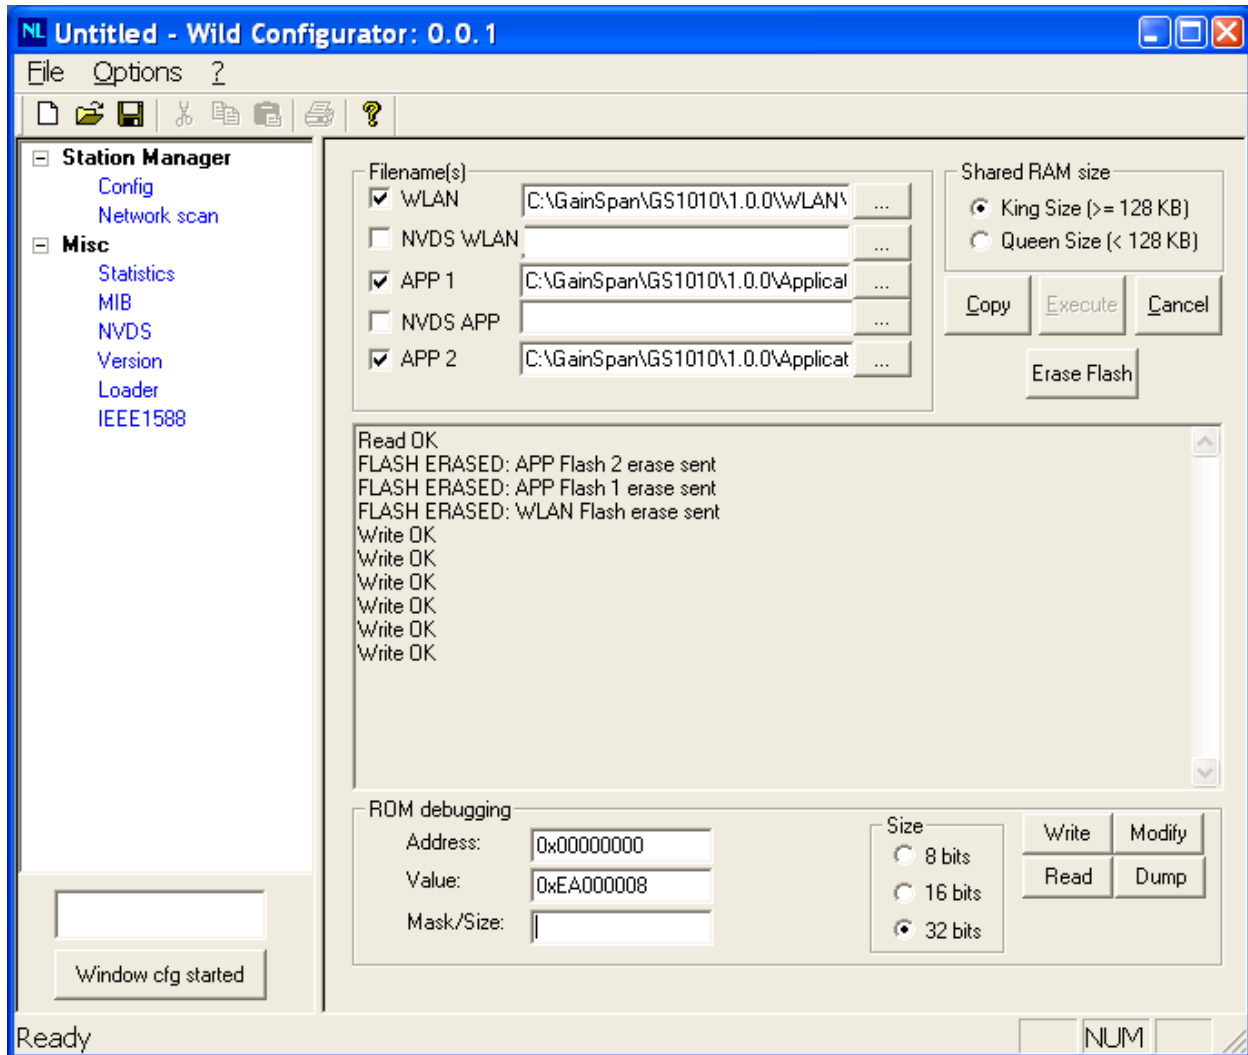 NL Untitled - Wild Configurator: 0.0.1
File Options ?
Station Manager
Config
Network scan
Misc
Statistics
MIB
NVDS
Version
Loader
IEEE1588
Window cfg started
Filename(s)
WLAN C:\GainSpan\GS1010\1.0.0\WLAN\ ...
NVDS WLAN ...
APP 1 C:\GainSpan\GS1010\1.0.0\Applicat ...
NVDS APP ...
APP 2 C:\GainSpan\GS1010\1.0.0\Applicat ...
Shared RAM size
King Size (>= 128 KB)
Queen Size (< 128 KB)
Copy Execute Cancel
Erase Flash
Read OK
FLASH ERASED: APP Flash 2 erase sent
FLASH ERASED: APP Flash 1 erase sent
FLASH ERASED: WLAN Flash erase sent
Write OK
Write OK
Write OK
Write OK
Write OK
Write OK
ROM debugging
Address: 0x00000000
Value: 0xEA000008
Mask/Size:
Size
8 bits
16 bits
32 bits
Write Modify
Read Dump
Ready NUM